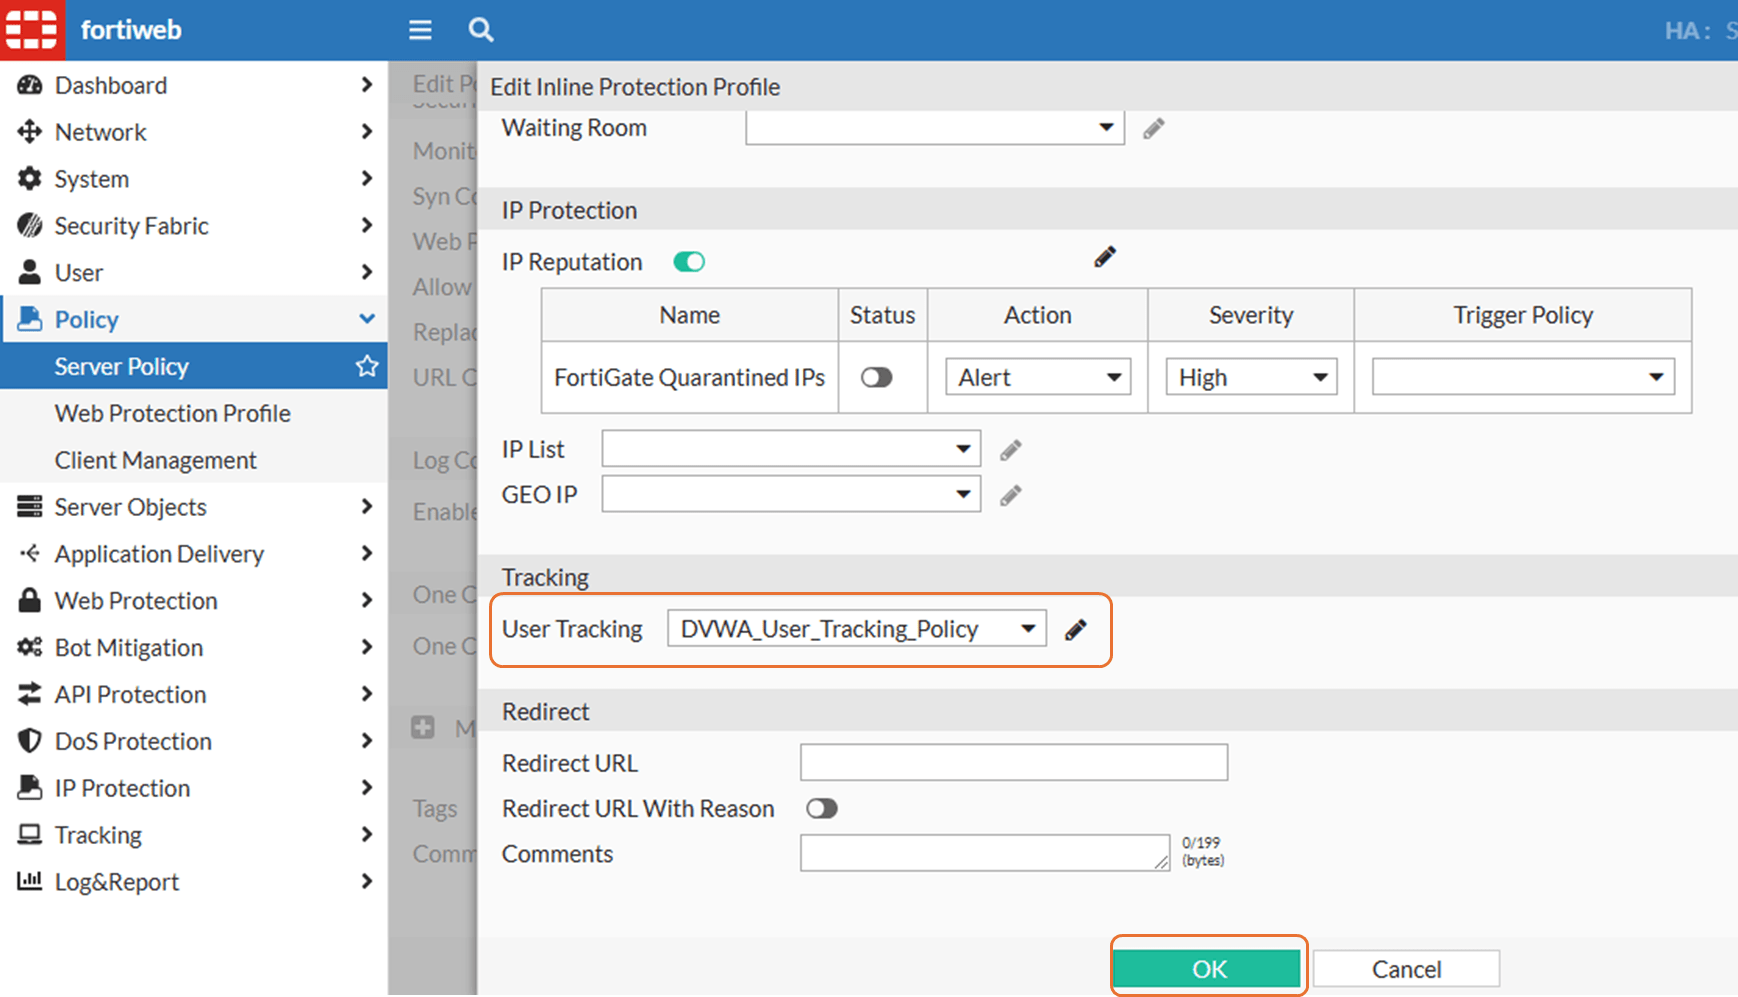 fortiweb
HA: S
Dashboard
Network
System
Security Fabric
User
Policy
Server Policy
Web Protection Profile
Client Management
Server Objects
Application Delivery
Web Protection
Bot Mitigation
API Protection
DoS Protection
IP Protection
Tracking
Log&Report
Edit P
Monit
Syn Co
Web P
Allow
Replac
URL C
Log Co
Enable
One C
One C
M
Tags
Comm
Edit Inline Protection Profile
Waiting Room
IP Protection
IP Reputation
Name Status Action Severity Trigger Policy
FortiGate Quarantined IPs Alert High
IP List
GEO IP
Tracking
User Tracking DVWA_User_Tracking_Policy
Redirect
Redirect URL
Redirect URL With Reason
Comments 0/199
(bytes)
OK Cancel